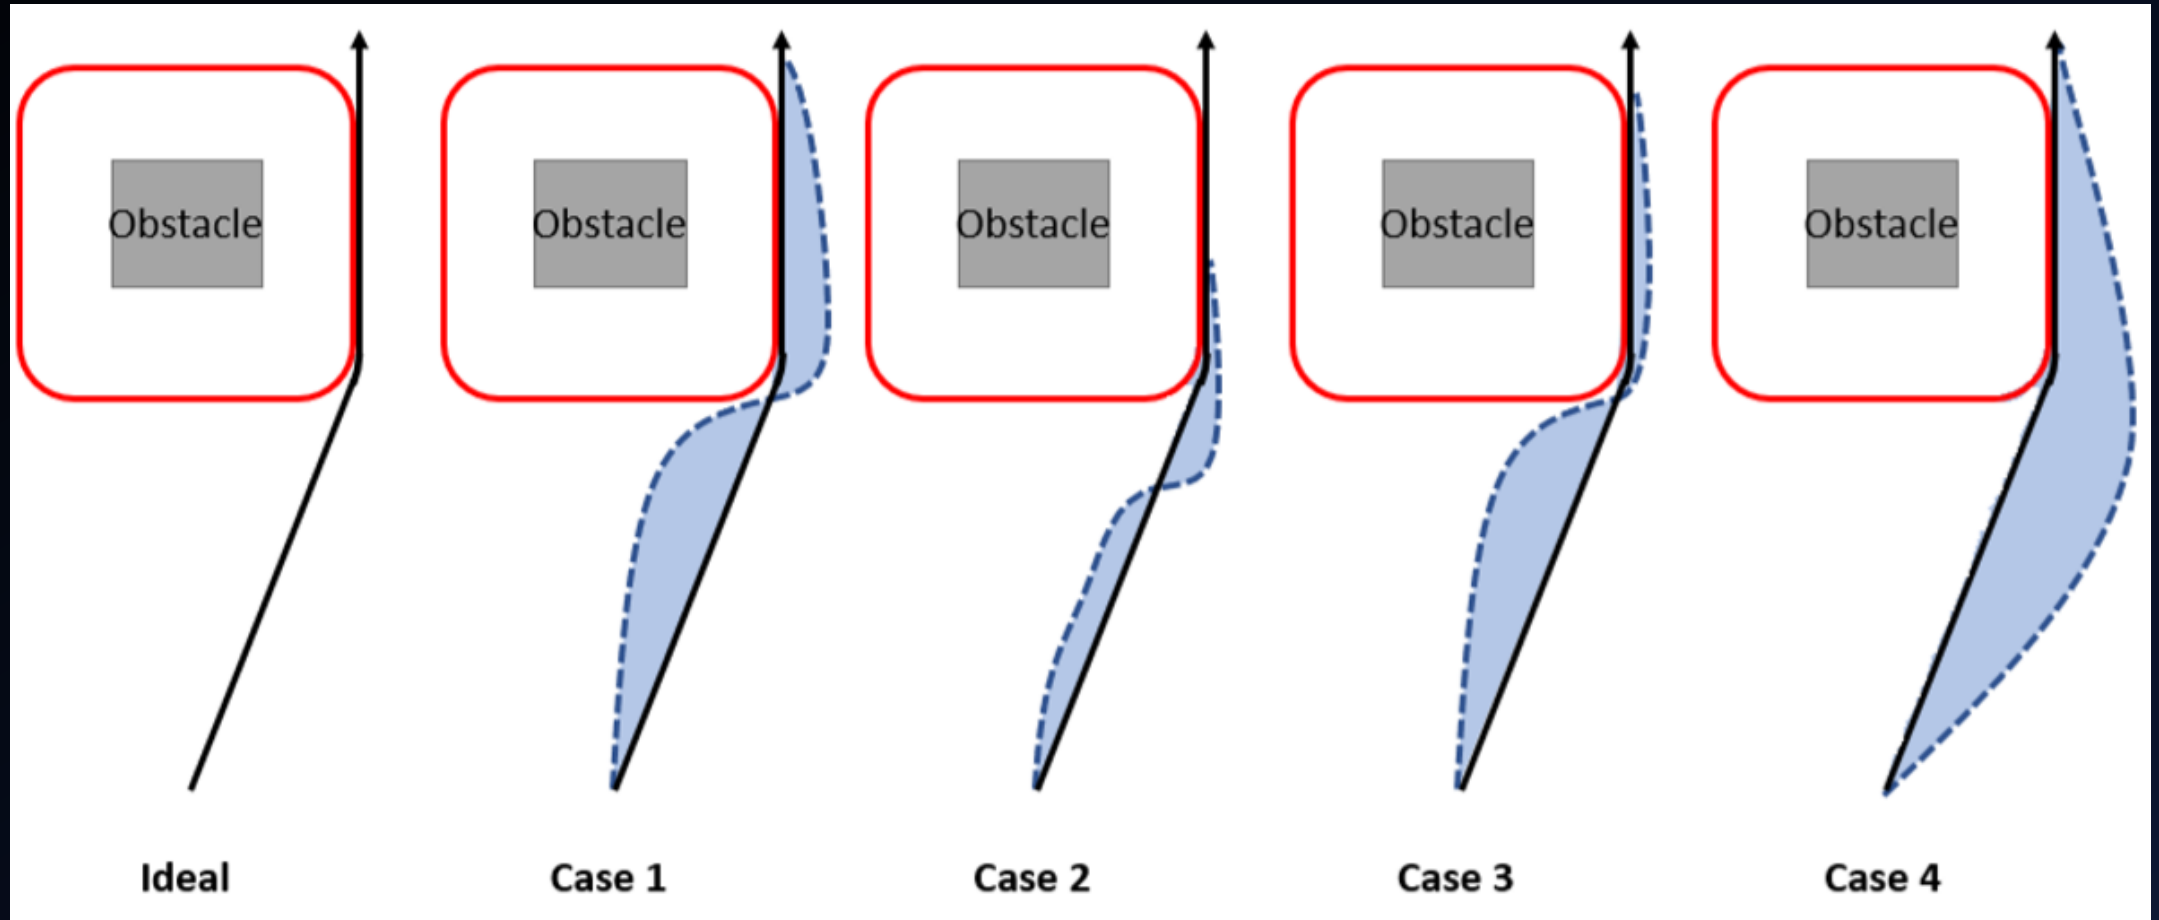 Obstacle
Obstacle
Obstacle
Obstacle
Obstacle
Ideal
Case 1
Case 2
Case 3
Case 4